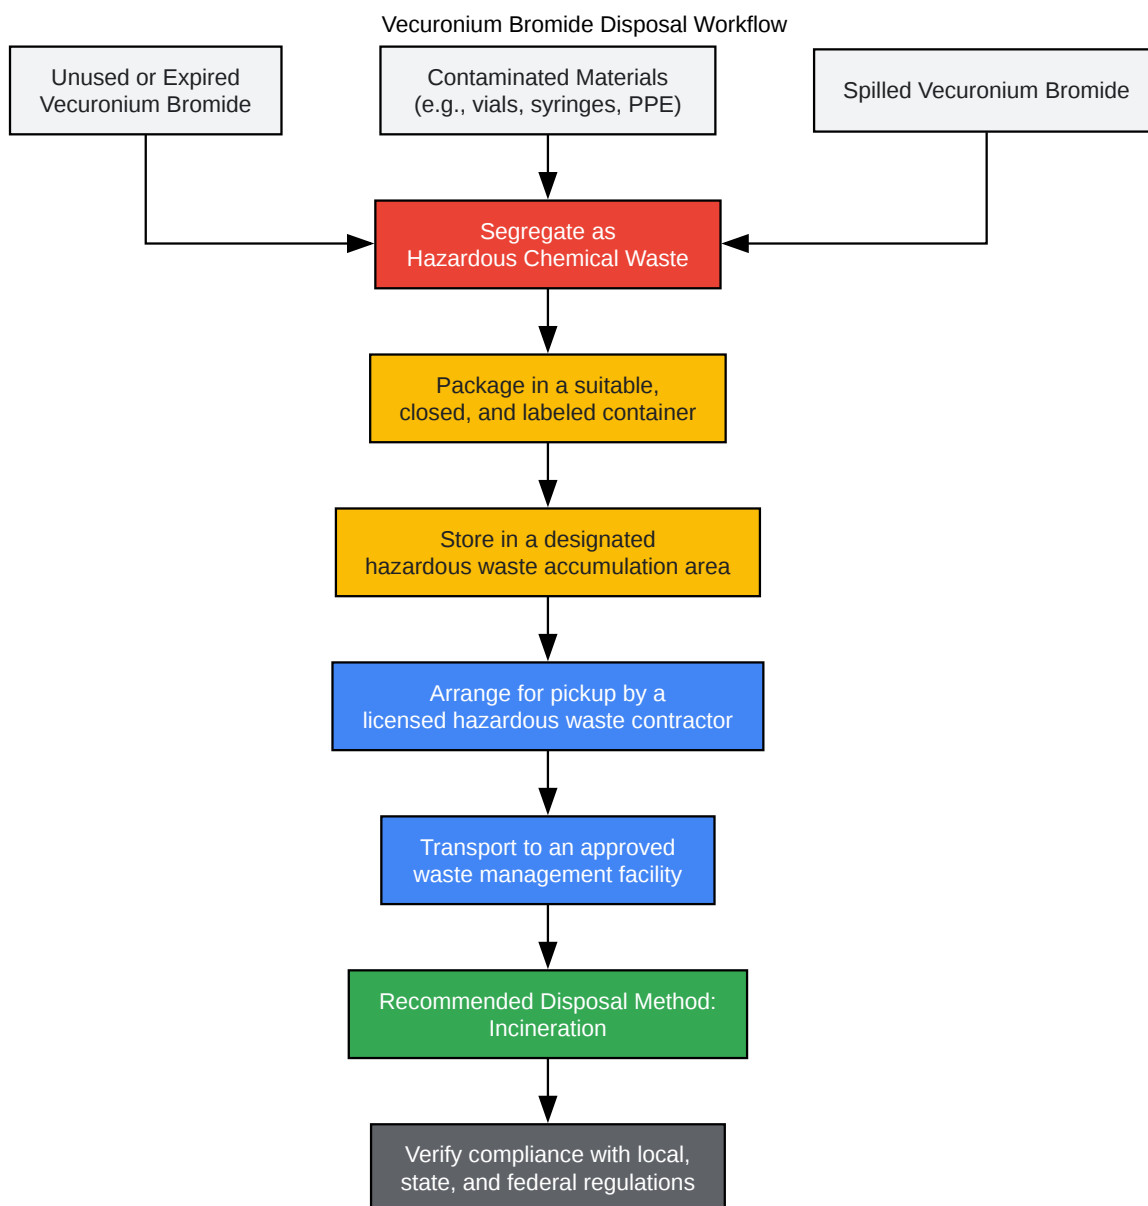 Vecuronium Bromide Disposal Workflow
Unused or Expired
Vecuronium Bromide
Contaminated Materials
(e.g., vials, syringes, PPE)
Spilled Vecuronium Bromide
Segregate as
Hazardous Chemical Waste
Package in a suitable,
closed, and labeled container
Store in a designated
hazardous waste accumulation area
Arrange for pickup by a
licensed hazardous waste contractor
Transport to an approved
waste management facility
Recommended Disposal Method:
Incineration
Verify compliance with local,
state, and federal regulations